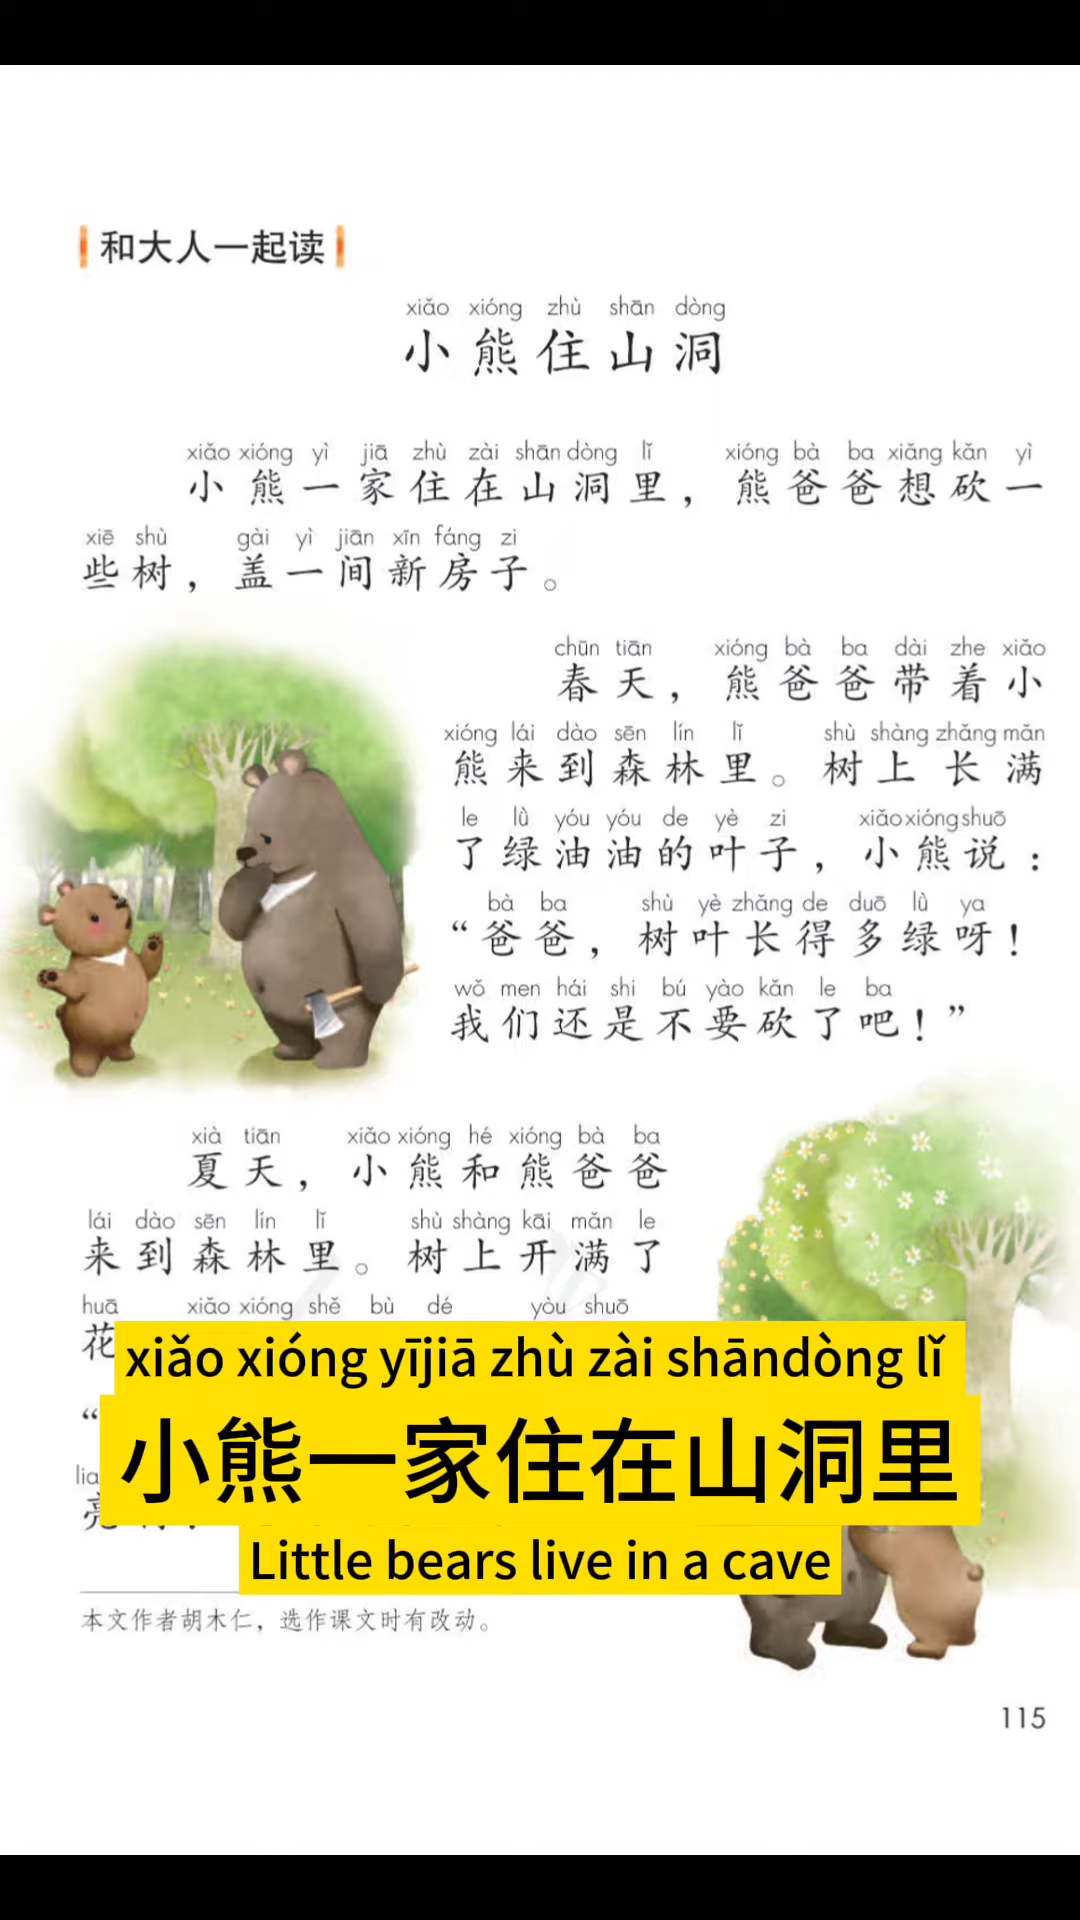 和大人一起读
xiǎo xióng zhù shān dòng
小熊住山洞
xiǎo xióng yì jiā zhù zài shān dòng lǐ xióng bà ba xiǎng kǎn yì
小熊一家住在山洞里，熊爸爸想砍一
xiē shù gài yì jiān xīn fáng zi
些树，盖一间新房子。
chūn tiān xióng bà ba dài zhe xiǎo
春天，熊爸爸带着小
xióng lái dào sēn lín lǐ shù shàng zhǎng mǎn
熊来到森林里。树上长满
le lǜ yóu yóu de yè zi xiǎo xióng shuō
了绿油油的叶子，小熊说：
bà ba shù yè zhǎng de duō lǜ ya
“爸爸，树叶长得多绿呀！
wǒ men hái shi bú yào kǎn le ba
我们还是不要砍了吧！”
xià tiān xiǎo xióng hé xióng bà ba
夏天，小熊和熊爸爸
lái dào sēn lín lǐ shù shàng kāi mǎn le
来到森林里。树上开满了
huā xiǎo xióng shě bù dé yòu shuō
花
xiǎo xióng yījiā zhù zài shāndòng lǐ
“
小熊一家住在山洞里
Little bears live in a cave
本文作者胡木仁，选作课文时有改动。
115